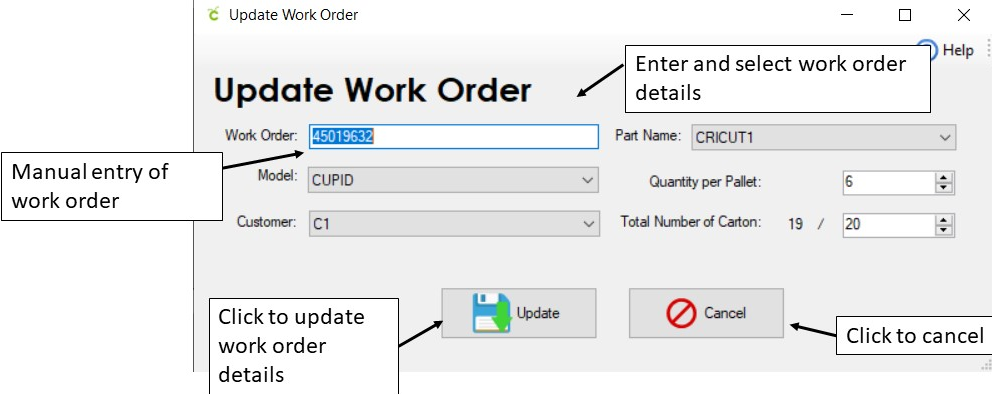 Update Work Order
Help
Enter and select work order
details
Update Work Order
Work Order: 45019632
Part Name: CRICUT1
Manual entry of
work order
Model: CUPID
Quantity per Pallet: 6
Customer: C1
Total Number of Carton: 19 / 20
Click to update
work order
details
Update
Cancel
Click to cancel